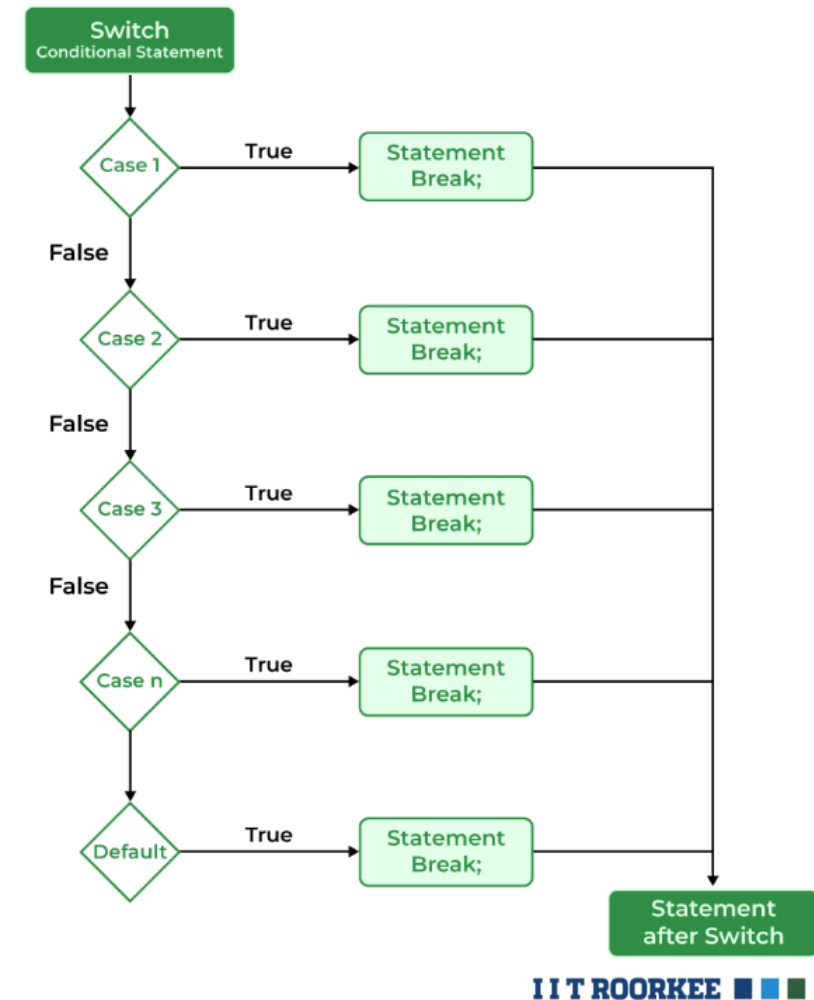 Switch
Conditional Statement
Case 1
True
Statement
Break;
False
Case 2
True
Statement
Break;
False
Case 3
True
Statement
Break;
False
Case n
True
Statement
Break;
Default
True
Statement
Break;
Statement
after Switch
I I T ROORKEE